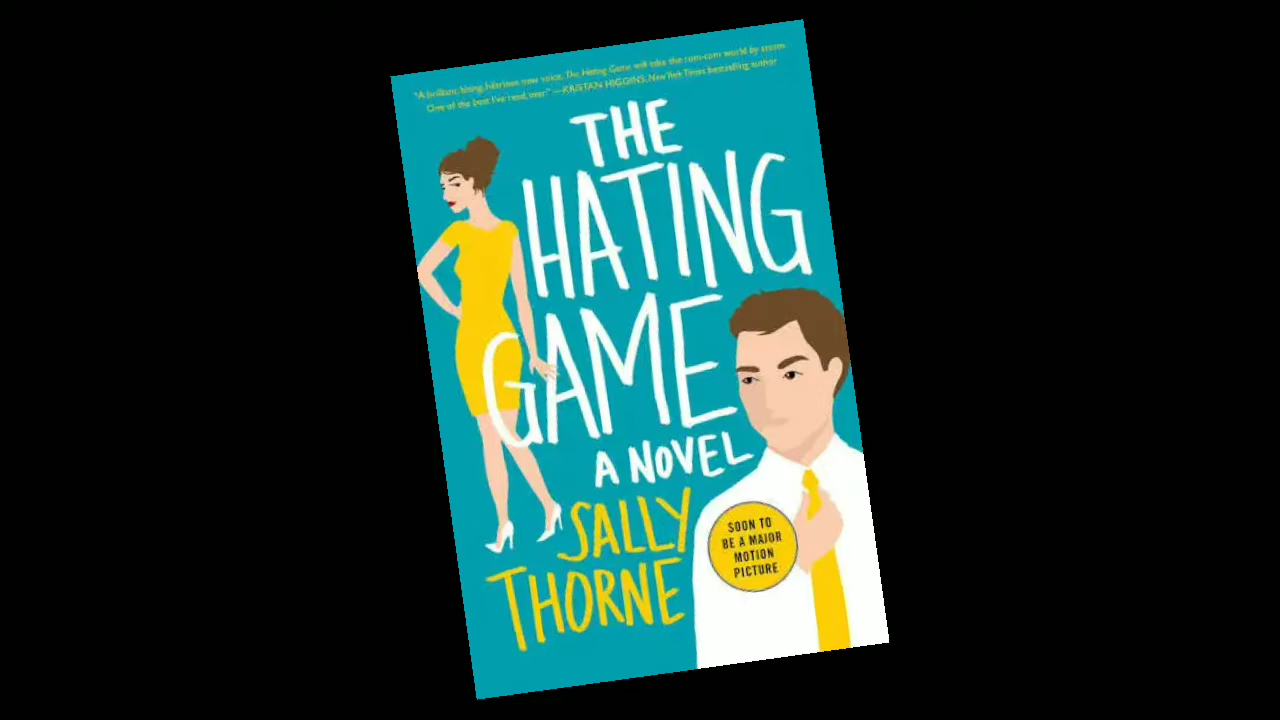 "A brilliant, biting, hilarious new voice. The Hating Game will take the rom-com world by storm.
One of the best I've read, ever." —KRISTAN HIGGINS, New York Times bestselling author
THE
HATING
GAME
A NOVEL
SALLY
THORNE
SOON TO
BE A MAJOR
MOTION
PICTURE